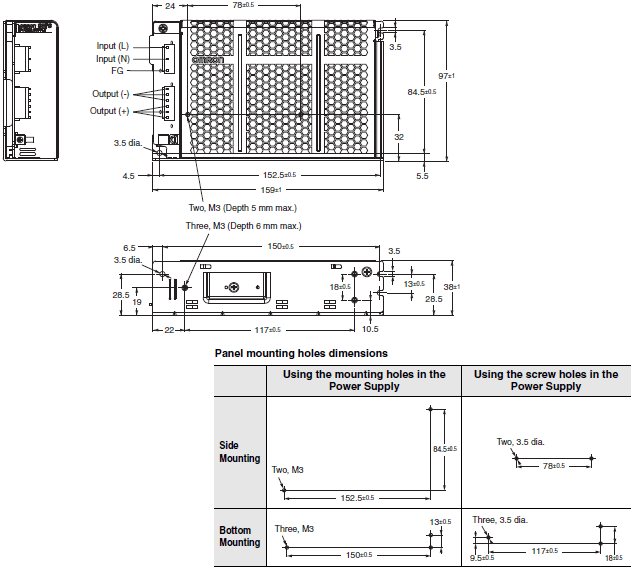 24
78±0.5
Input (L)
Input (N)
FG
Output (-)
Output (+)
3.5 dia.
omron
3.5
97±1
84.5±0.5
32
4.5
152.5±0.5
5.5
159±1
Two, M3 (Depth 5 mm max.)
Three, M3 (Depth 6 mm max.)
6.5
150±0.5
3.5
3.5 dia.
18±0.5
13±0.5
38±1
28.5
19
28.5
22
117±0.5
10.5
Panel mounting holes dimensions
Using the mounting holes in the
Power Supply
Using the screw holes in the
Power Supply
Side
Mounting
84.5±0.5
Two, M3
152.5±0.5
Two, 3.5 dia.
78±0.5
Bottom
Mounting
Three, M3
13±0.5
150±0.5
Three, 3.5 dia.
9.5±0.5
117±0.5
18±0.5